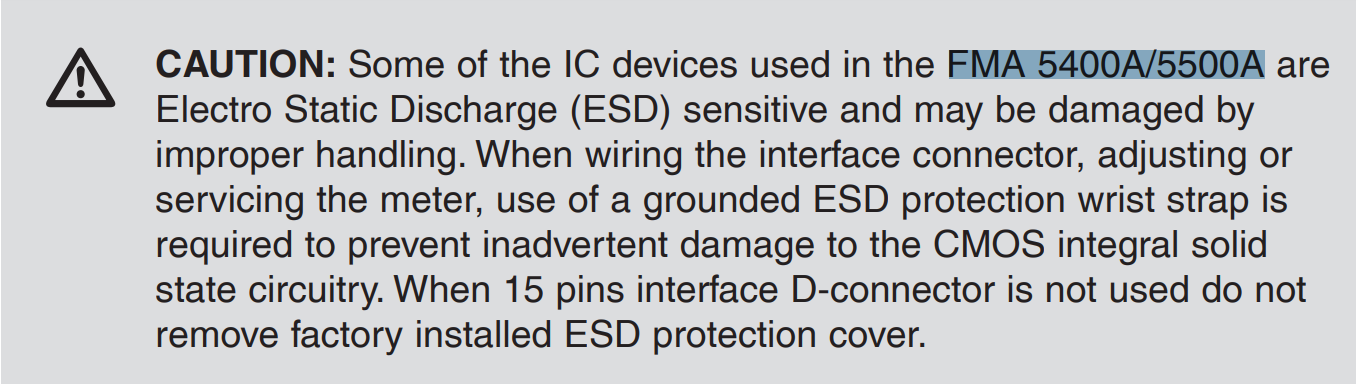 CAUTION: Some of the IC devices used in the FMA 5400A/5500A are
Electro Static Discharge (ESD) sensitive and may be damaged by
improper handling. When wiring the interface connector, adjusting or
servicing the meter, use of a grounded ESD protection wrist strap is
required to prevent inadvertent damage to the CMOS integral solid
state circuitry. When 15 pins interface D-connector is not used do not
remove factory installed ESD protection cover.